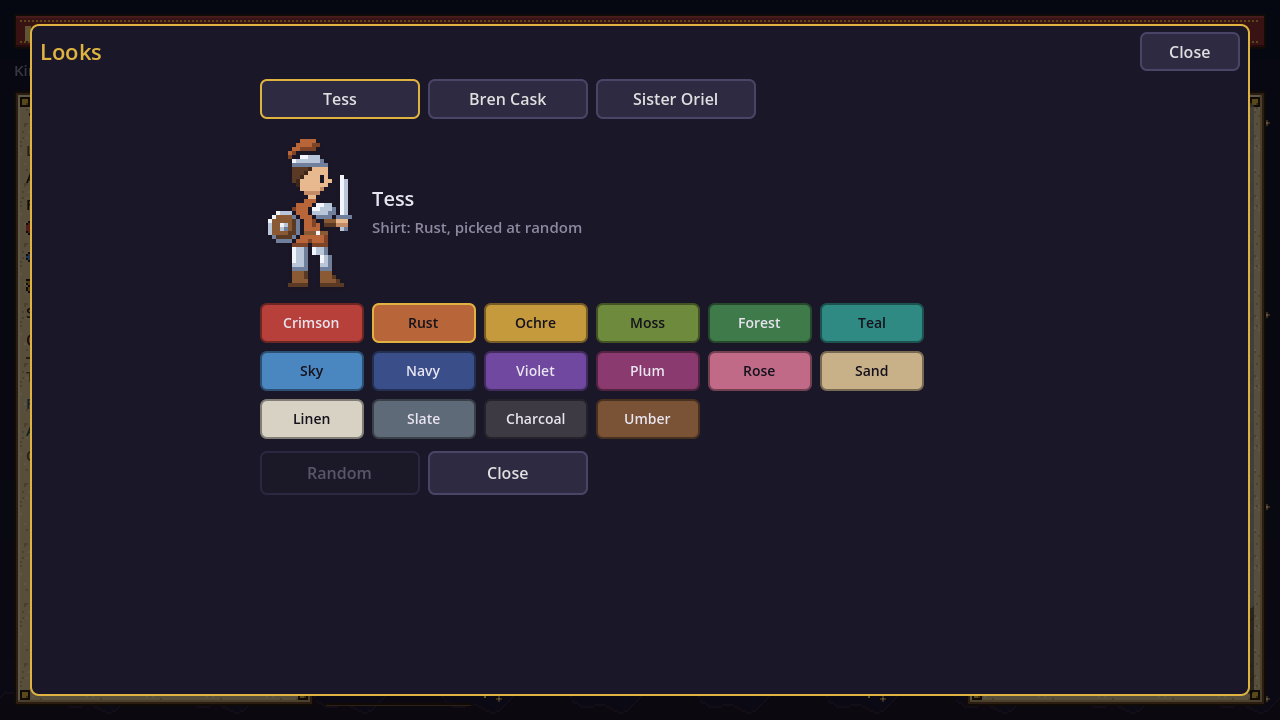 Looks
Close
Tess
Bren Cask
Sister Oriel
Tess
Shirt: Rust, picked at random
Crimson
Rust
Ochre
Moss
Forest
Teal
Sky
Navy
Violet
Plum
Rose
Sand
Linen
Slate
Charcoal
Umber
Random
Close